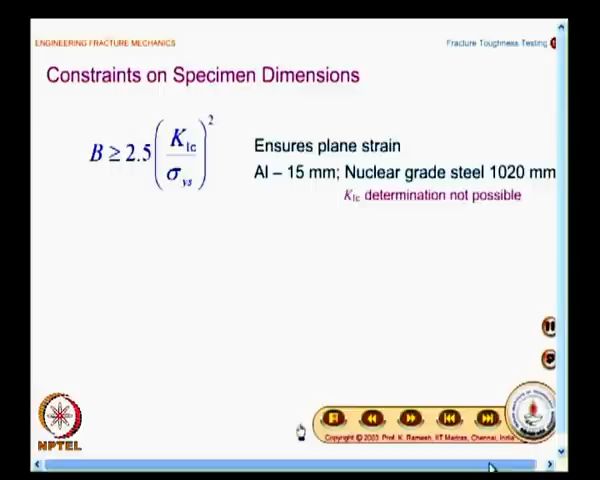 ENGINEERING FRACTURE MECHANICS
Fracture Toughness Testing
Constraints on Specimen Dimensions
B ≥ 2.5 (K_Ic / σ_ys)²
Ensures plane strain
Al – 15 mm; Nuclear grade steel 1020 mm
K_Ic determination not possible
NPTEL
Copyright © 2003 Prof. K. Ramesh, IIT Madras, Chennai, India